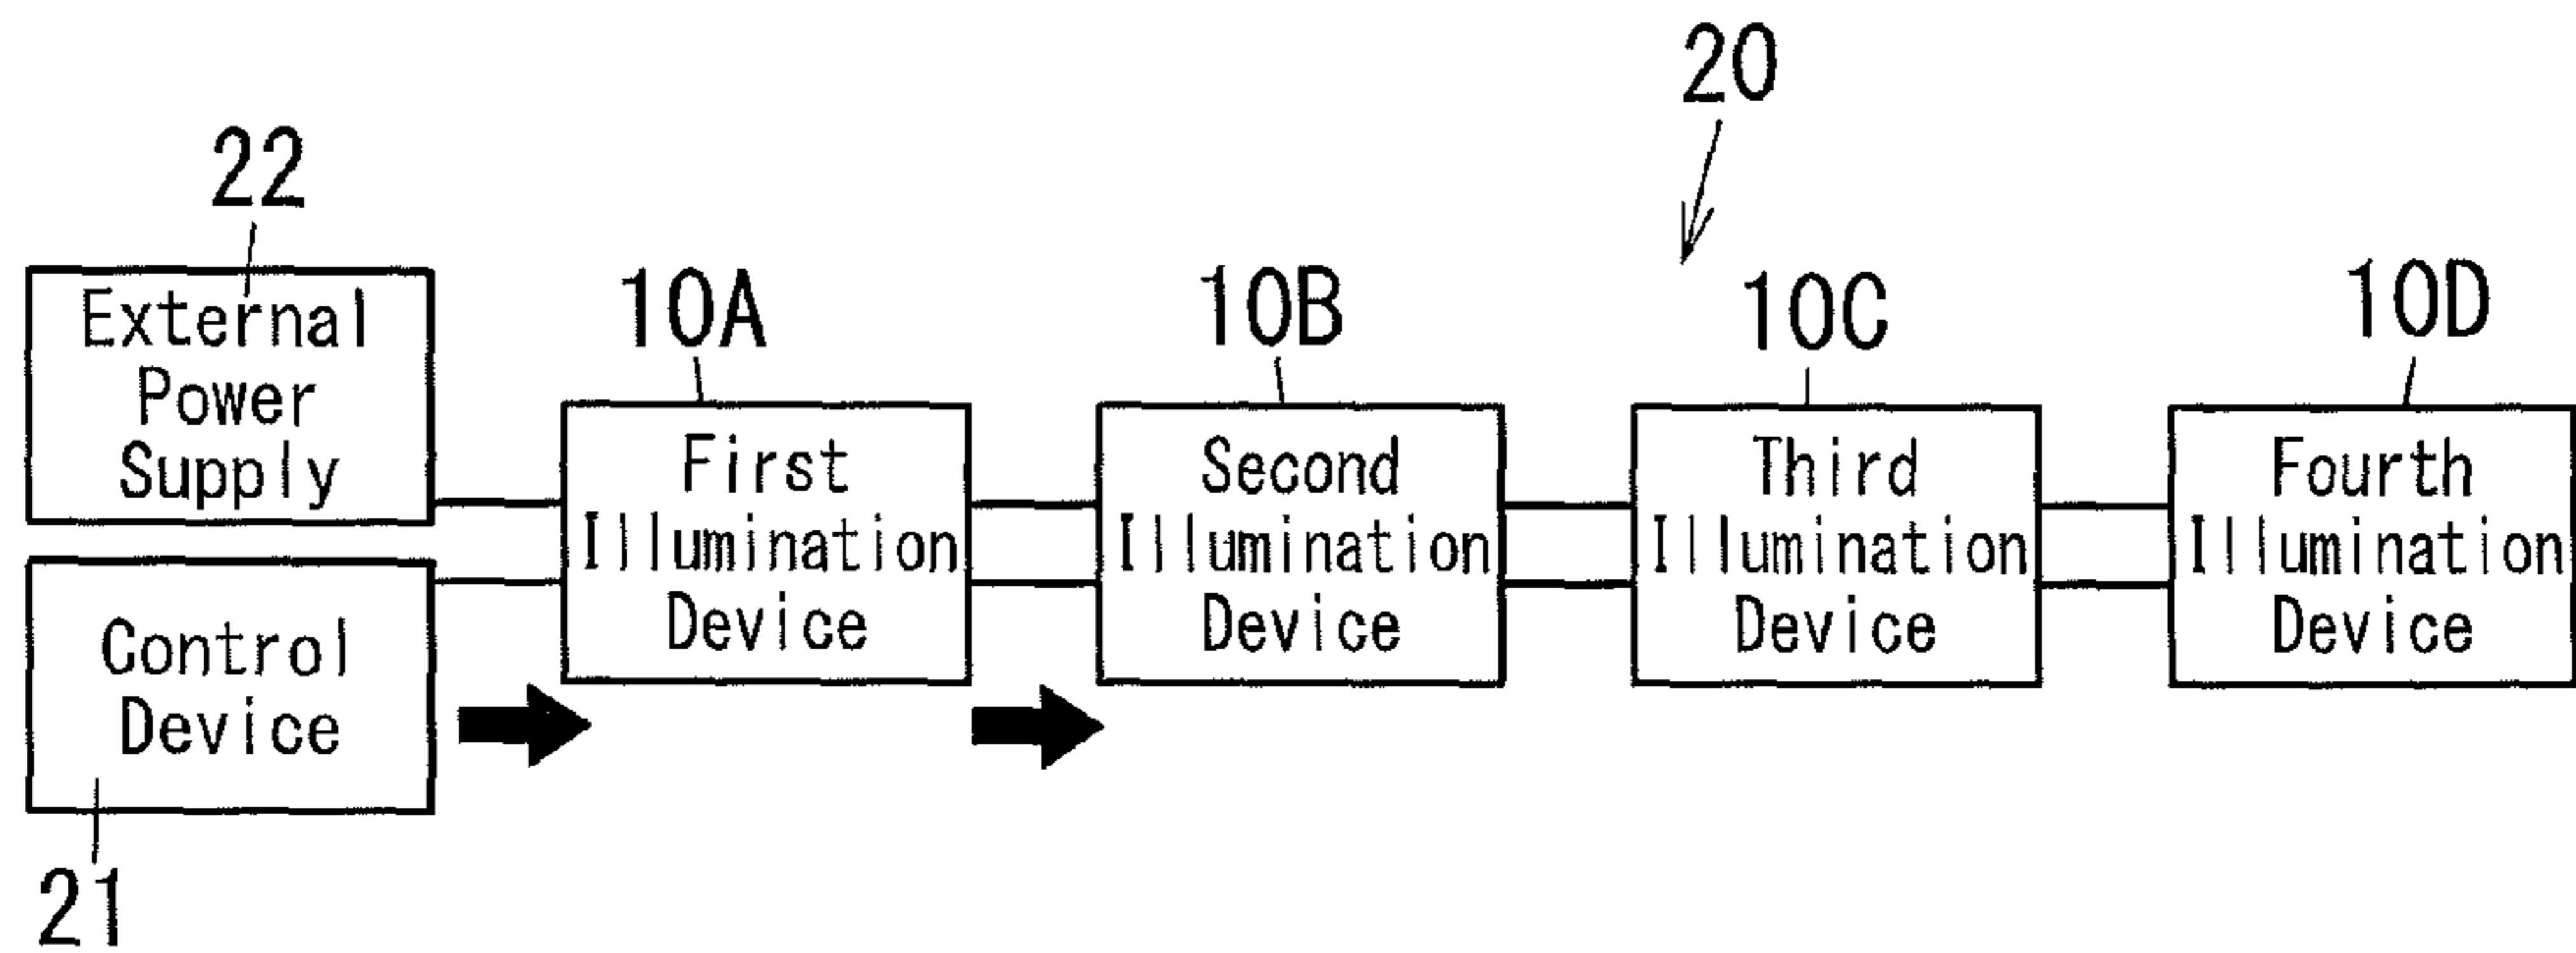 20
22
External
Power
Supply
10A
10B
10C
10D
First
Illumination
Device
Second
Illumination
Device
Third
Illumination
Device
Fourth
Illumination
Device
Control
Device
21